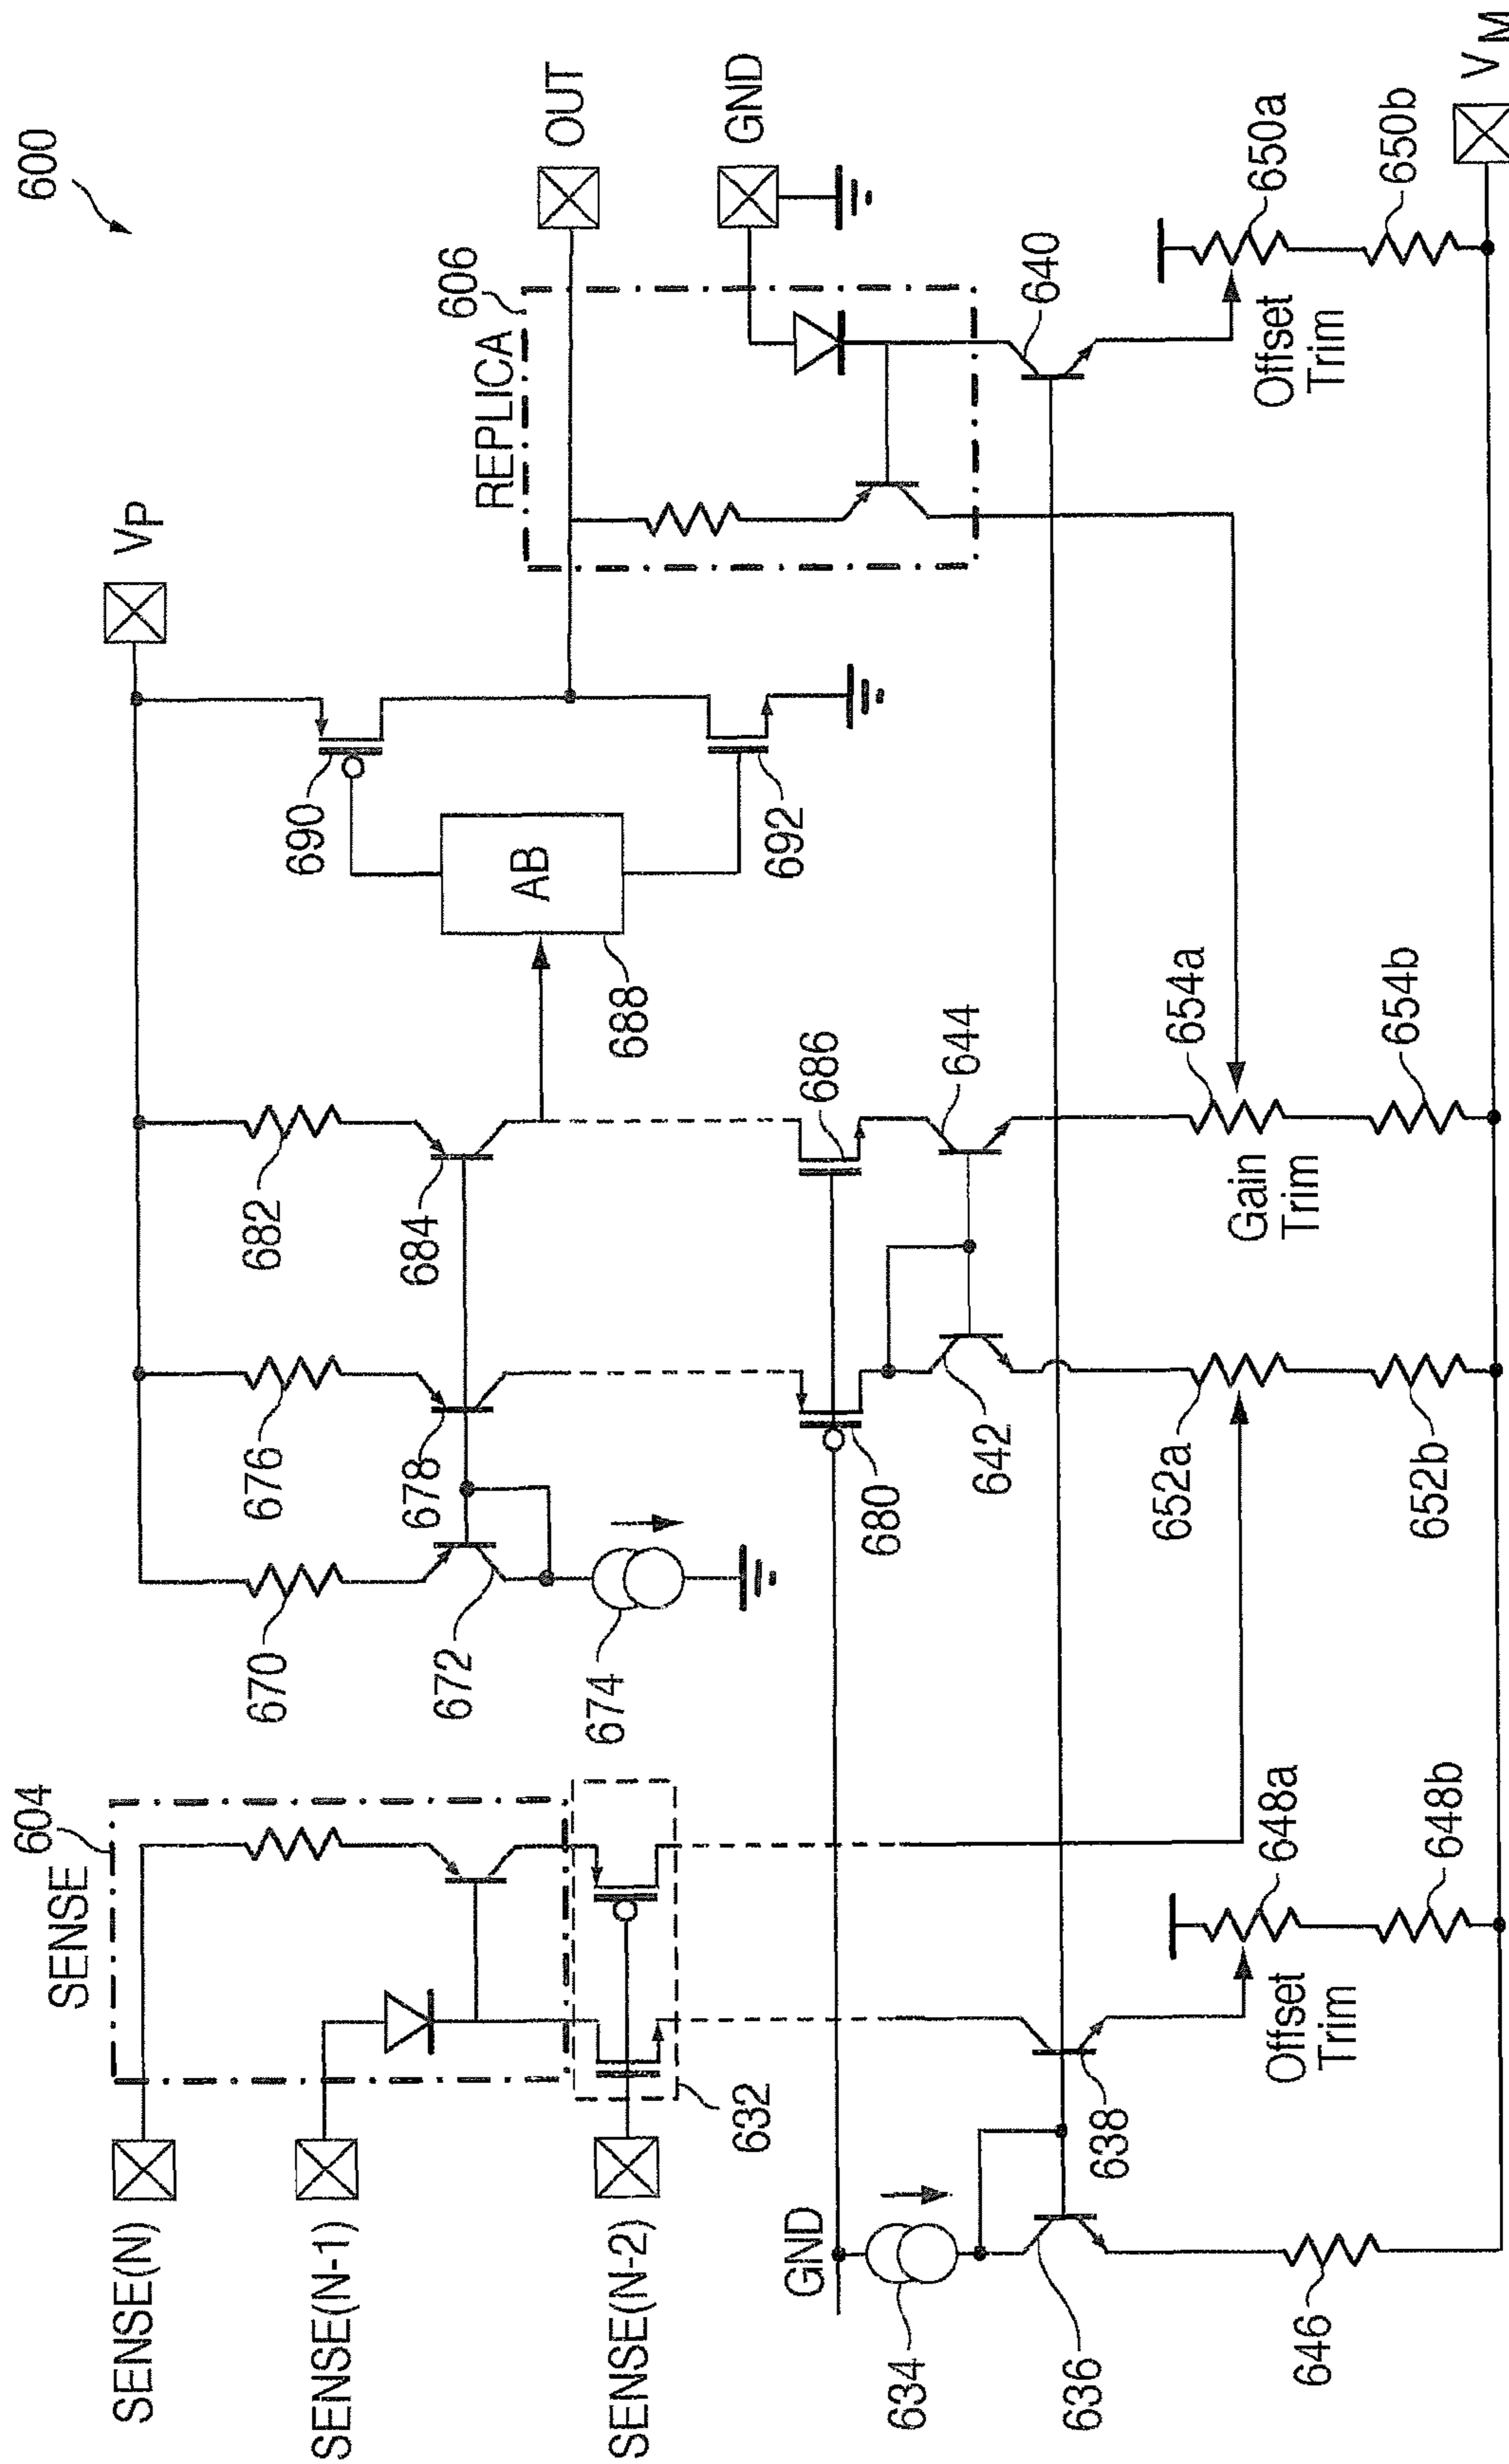 600
V_P
OUT
GND
604
SENSE
REPLICA
606
SENSE(N)
SENSE(N-1)
SENSE(N-2)
632
670
676
682
672
678
684
674
690
AB
688
692
GND
634
636
638
680
686
642
644
640
646
Offset
Trim
648a
648b
652a
652b
Gain
Trim
654a
654b
Offset
Trim
650a
650b
V_M